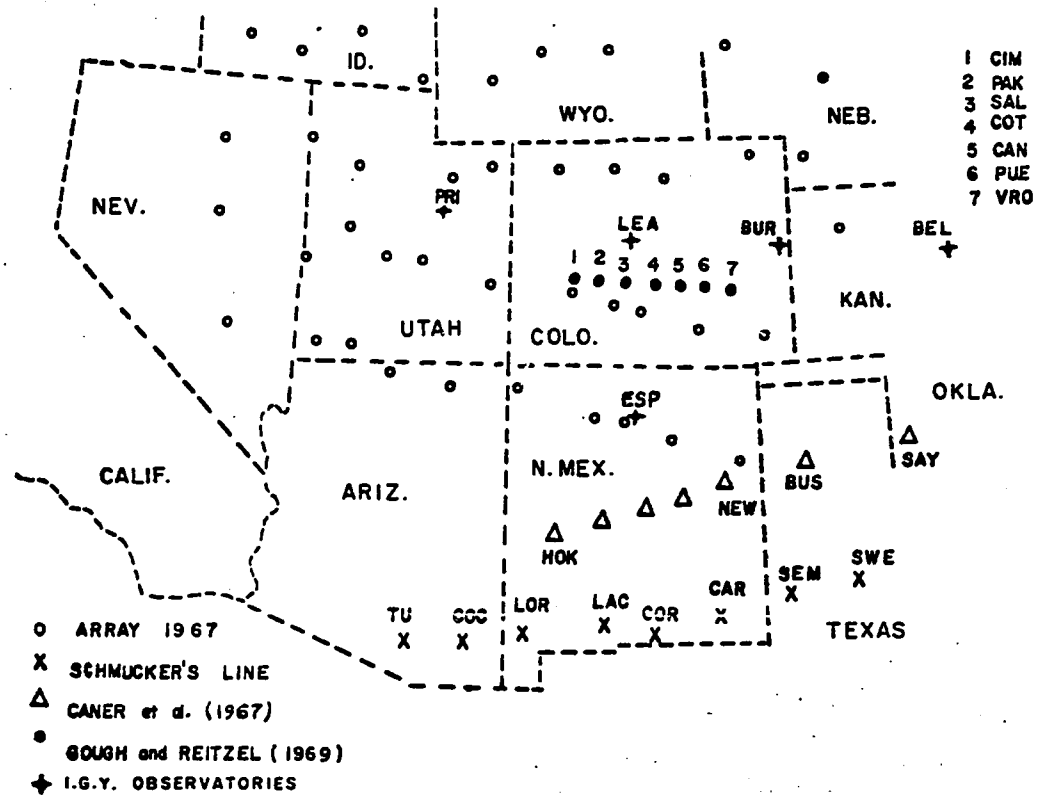 ID.
WYO.
NEB.
1 CIM
2 PAK
3 SAL
4 COT
5 CAN
6 PUE
7 VRO
NEV.
PRI
LEA
BUR
BEL
1 2 3 4 5 6 7
KAN.
UTAH
COLO.
OKLA.
ESP
CALIF.
ARIZ.
N. MEX.
NEW
BUS
SAY
HOK
TU
COC
LOR
LAC
COR
CAR
SEM
SWE
TEXAS
O ARRAY 1967
X SCHMUCKER'S LINE
Δ CANER et al. (1967)
● GOUGH and REITZEL (1969)
✦ I.G.Y. OBSERVATORIES